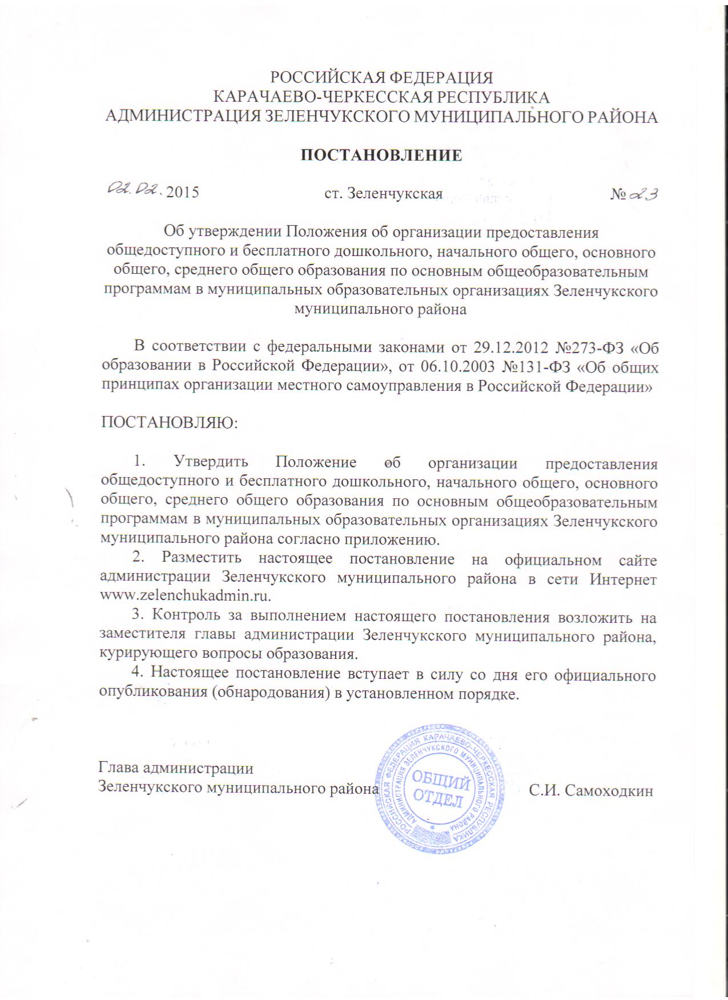 РОССИЙСКАЯ ФЕДЕРАЦИЯ
КАРАЧАЕВО-ЧЕРКЕССКАЯ РЕСПУБЛИКА
АДМИНИСТРАЦИЯ ЗЕЛЕНЧУКСКОГО МУНИЦИПАЛЬНОГО РАЙОНА
ПОСТАНОВЛЕНИЕ
02.02.2015 ст. Зеленчукская № 23
Об утверждении Положения об организации предоставления
общедоступного и бесплатного дошкольного, начального общего, основного
общего, среднего общего образования по основным общеобразовательным
программам в муниципальных образовательных организациях Зеленчукского
муниципального района
В соответствии с федеральными законами от 29.12.2012 №273-ФЗ «Об
образовании в Российской Федерации», от 06.10.2003 №131-ФЗ «Об общих
принципах организации местного самоуправления в Российской Федерации»
ПОСТАНОВЛЯЮ:
1. Утвердить Положение об организации предоставления
общедоступного и бесплатного дошкольного, начального общего, основного
общего, среднего общего образования по основным общеобразовательным
программам в муниципальных образовательных организациях Зеленчукского
муниципального района согласно приложению.
2. Разместить настоящее постановление на официальном сайте
администрации Зеленчукского муниципального района в сети Интернет
www.zelenchukadmin.ru.
3. Контроль за выполнением настоящего постановления возложить на
заместителя главы администрации Зеленчукского муниципального района,
курирующего вопросы образования.
4. Настоящее постановление вступает в силу со дня его официального
опубликования (обнародования) в установленном порядке.
Глава администрации
Зеленчукского муниципального района С.И. Самоходкин
РОССИЙСКАЯ ФЕДЕРАЦИЯ КАРАЧАЕВО-ЧЕРКЕССКАЯ РЕСПУБЛИКА
АДМИНИСТРАЦИЯ ЗЕЛЕНЧУКСКОГО МУНИЦИПАЛЬНОГО РАЙОНА
ОБЩИЙ
ОТДЕЛ